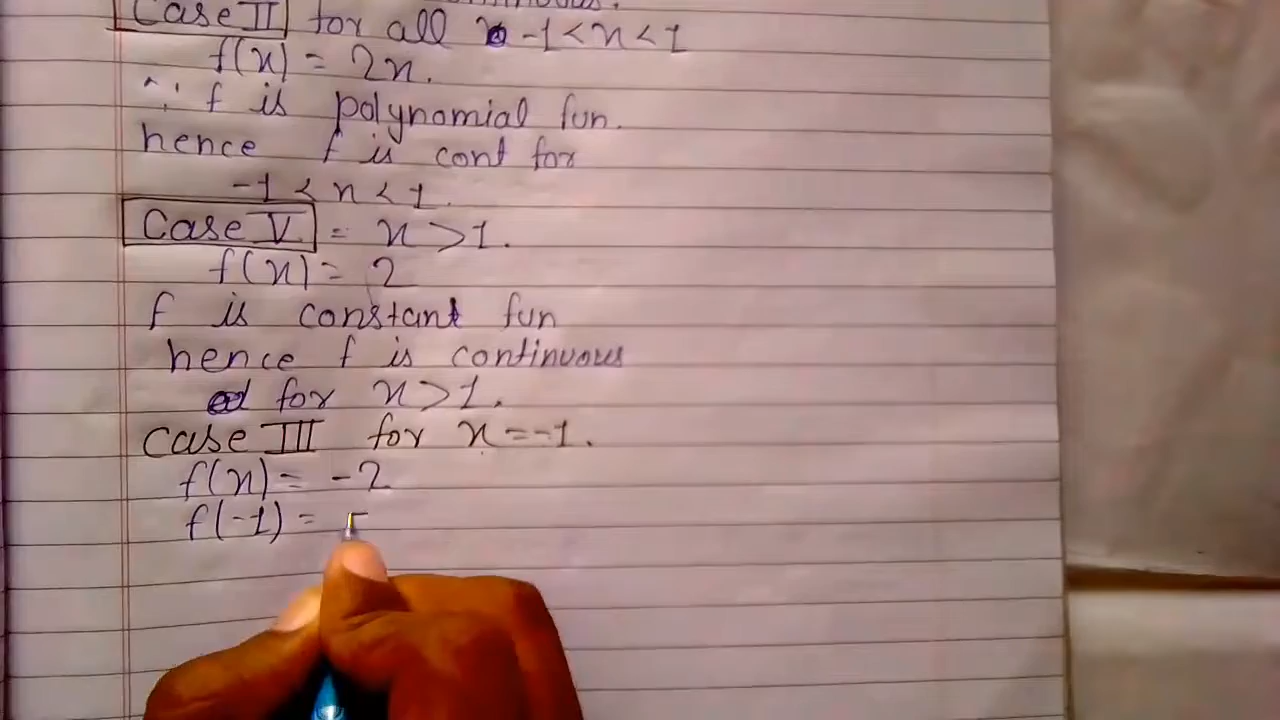 Case II for all -1 < x < 1
f(x) = 2x.
∵ f is polynomial fun.
hence f is cont for
-1 < x < 1.
Case V = x > 1.
f(x) = 2
f is constant fun
hence f is continuous
for x > 1.
Case III for x = -1.
f(x) = -2
f(-1) = -